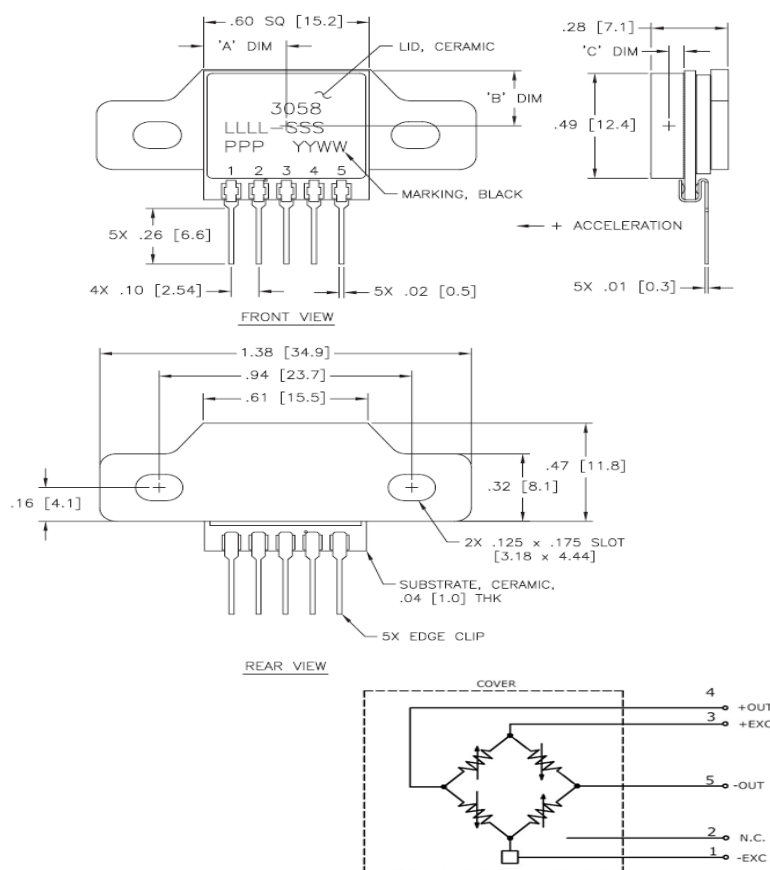 .60 SQ [15.2]
'A' DIM
LID, CERAMIC
.28 [7.1]
'C' DIM
'B' DIM
.49 [12.4]
3058
LLLL-SSS
PPP YYWW
1 2 3 4 5
MARKING, BLACK
5X .26 [6.6]
+ ACCELERATION
4X .10 [2.54]
5X .02 [0.5]
5X .01 [0.3]
FRONT VIEW
1.38 [34.9]
.94 [23.7]
.61 [15.5]
.47 [11.8]
.32 [8.1]
.16 [4.1]
2X .125 x .175 SLOT
[3.18 x 4.44]
SUBSTRATE, CERAMIC,
.04 [1.0] THK
5X EDGE CLIP
REAR VIEW
COVER
4 +OUT
3 +EXC
5 -OUT
2 N.C.
1 -EXC